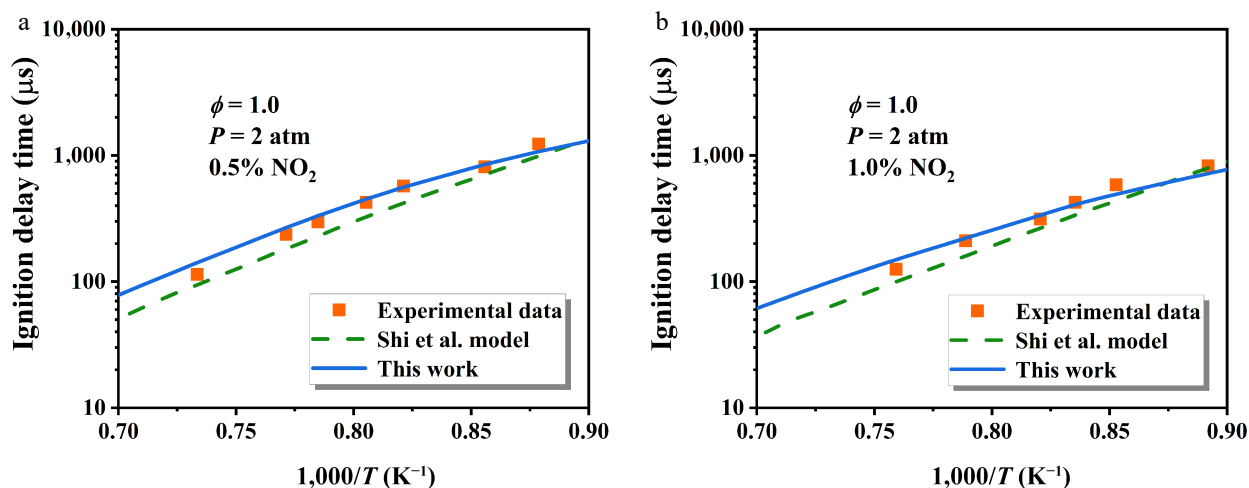 a
10,000
1,000
100
10
Ignition delay time (μs)
ϕ = 1.0
P = 2 atm
0.5% NO₂
Experimental data
Shi et al. model
This work
0.70 0.75 0.80 0.85 0.90
1,000/T (K⁻¹)
b
10,000
1,000
100
10
Ignition delay time (μs)
ϕ = 1.0
P = 2 atm
1.0% NO₂
Experimental data
Shi et al. model
This work
0.70 0.75 0.80 0.85 0.90
1,000/T (K⁻¹)